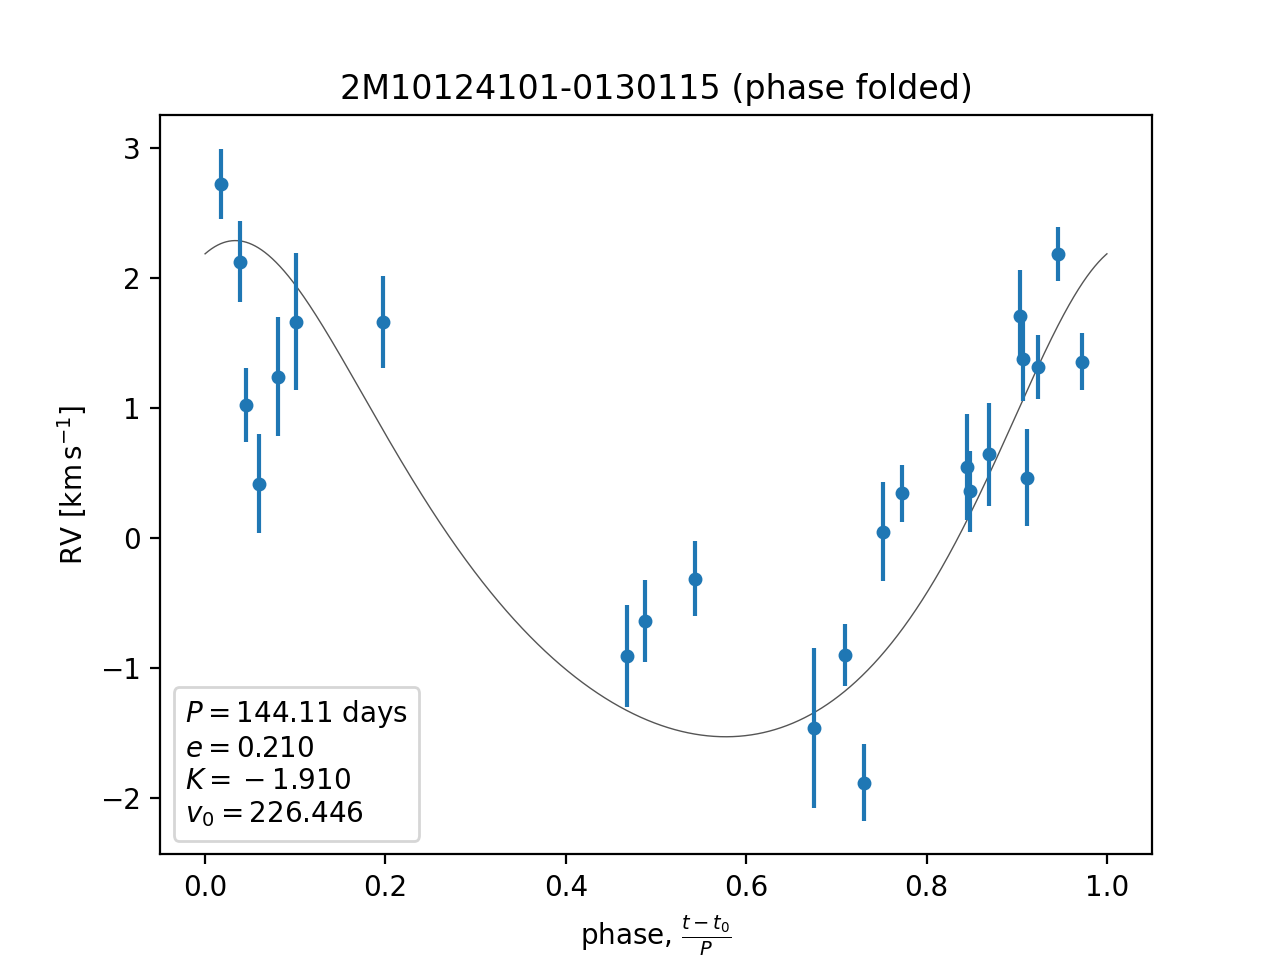 2M10124101-0130115 (phase folded)
3
2
1
0
−1
−2
RV [km s⁻¹]
P = 144.11 days
e = 0.210
K = −1.910
v₀ = 226.446
0.0 0.2 0.4 0.6 0.8 1.0
phase, (t − t₀)/P